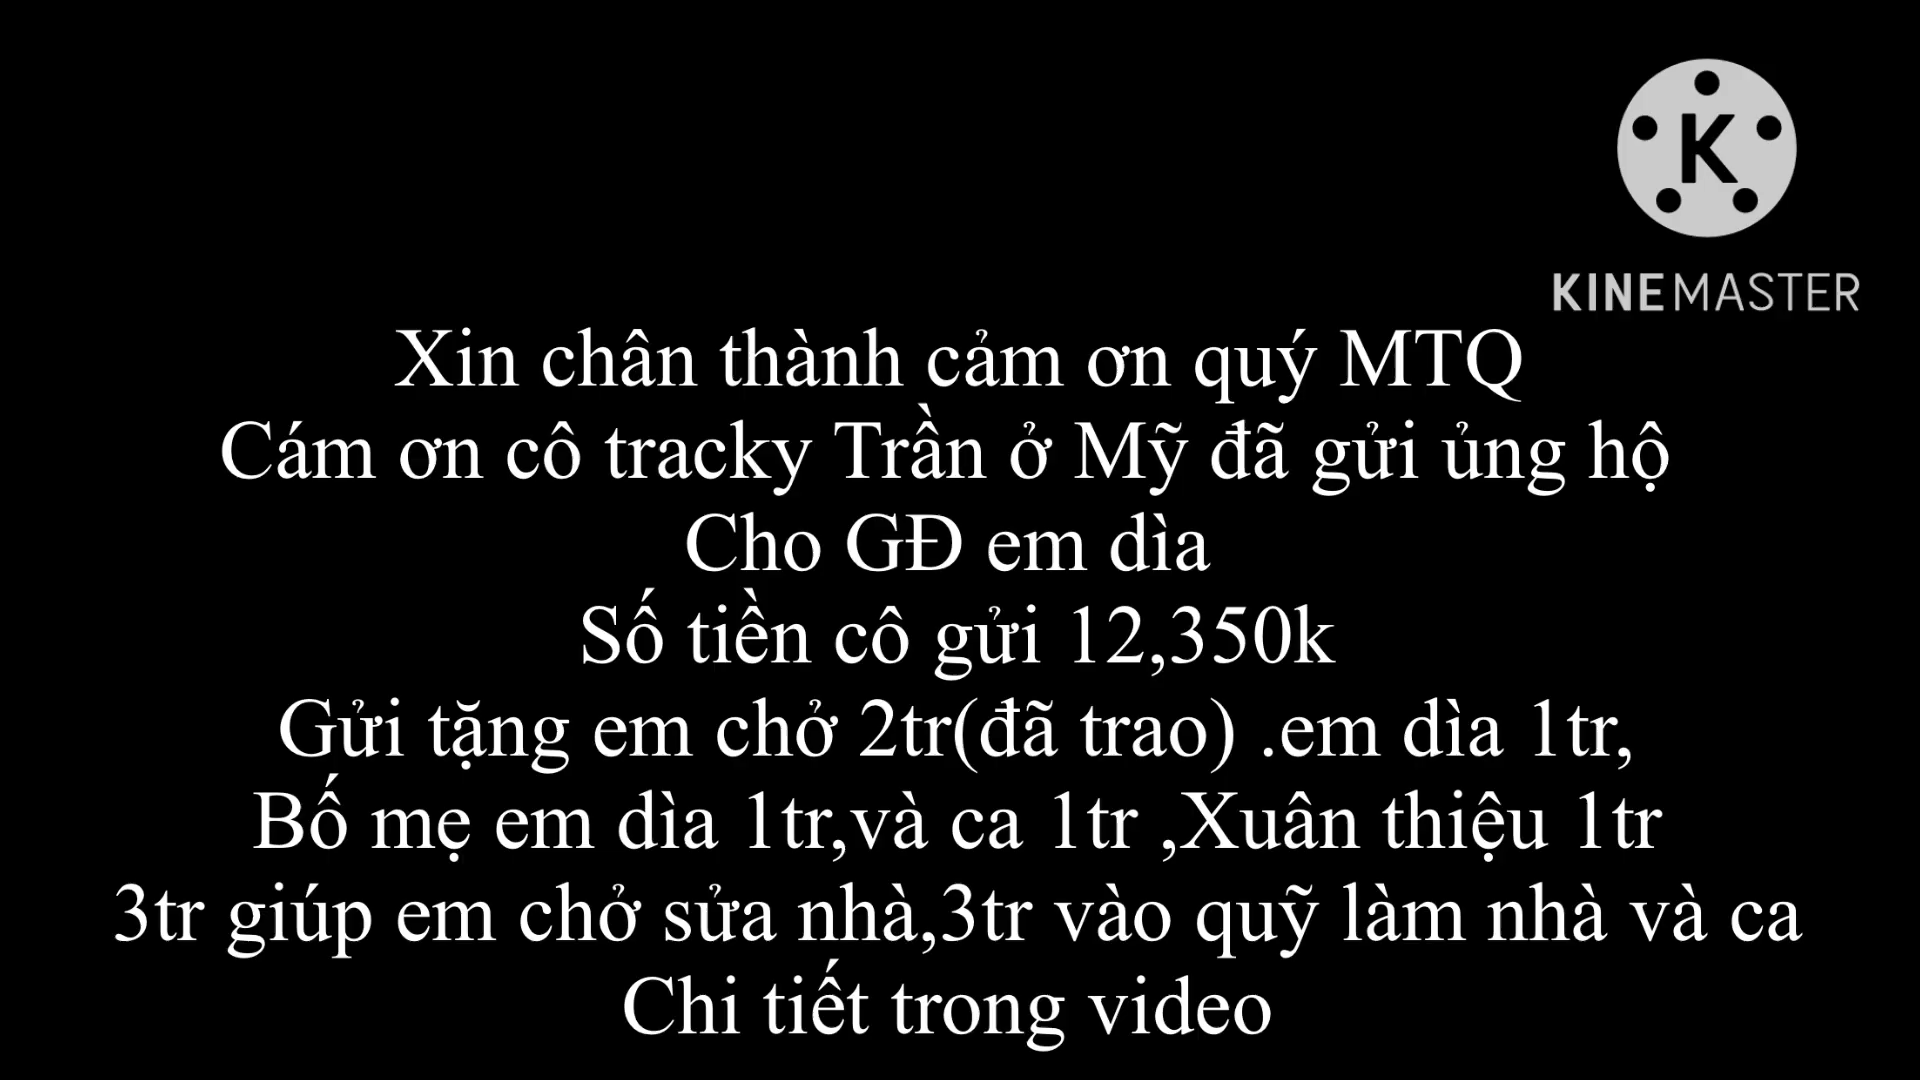 K
KINEMASTER
Xin chân thành cảm ơn quý MTQ
Cám ơn cô tracky Trần ở Mỹ đã gửi ủng hộ
Cho GĐ em dìa
Số tiền cô gửi 12,350k
Gửi tặng em chở 2tr(đã trao) .em dìa 1tr,
Bố mẹ em dìa 1tr,và ca 1tr ,Xuân thiệu 1tr
3tr giúp em chở sửa nhà,3tr vào quỹ làm nhà và ca
Chi tiết trong video